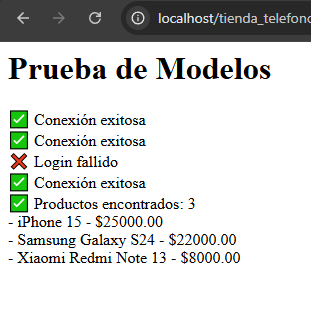 localhost/tienda_telefono
Prueba de Modelos
✅ Conexión exitosa
✅ Conexión exitosa
❌ Login fallido
✅ Conexión exitosa
✅ Productos encontrados: 3
- iPhone 15 - $25000.00
- Samsung Galaxy S24 - $22000.00
- Xiaomi Redmi Note 13 - $8000.00